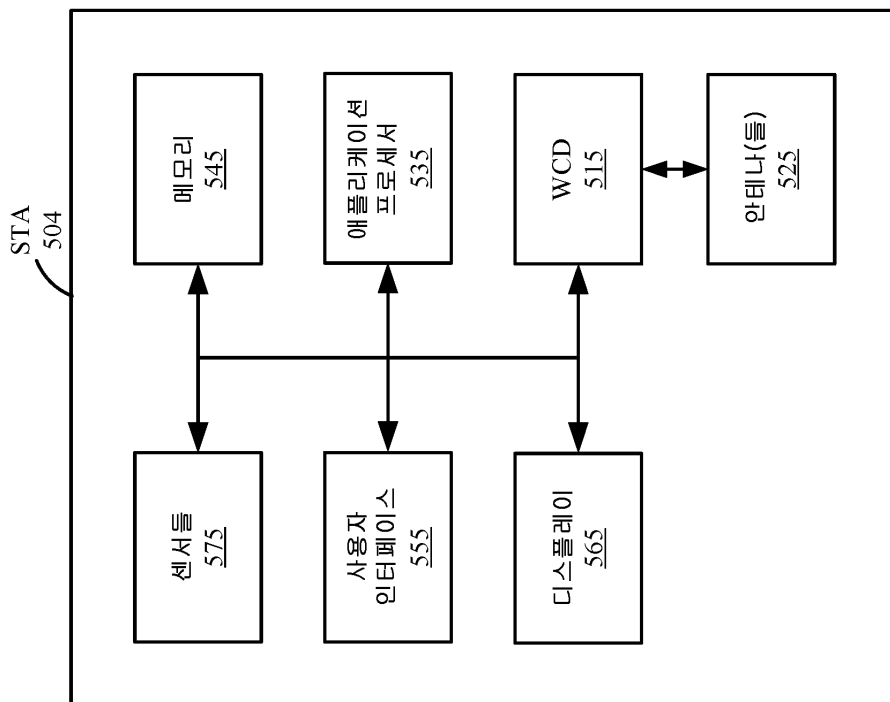 STA
504
메모리
545
애플리케이션
프로세서
535
WCD
515
안테나(들)
525
센서들
575
사용자
인터페이스
555
디스플레이
565